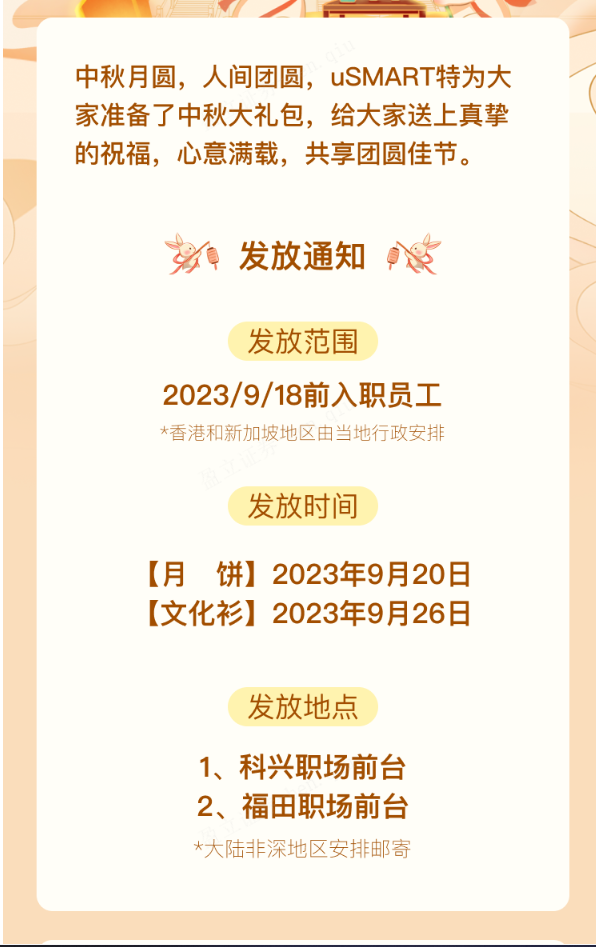 中秋月圆，人间团圆，uSMART特为大
家准备了中秋大礼包，给大家送上真挚
的祝福，心意满载，共享团圆佳节。
发放通知
发放范围
2023/9/18前入职员工
*香港和新加坡地区由当地行政安排
发放时间
【月　饼】2023年9月20日
【文化衫】2023年9月26日
发放地点
1、科兴职场前台
2、福田职场前台
*大陆非深地区安排邮寄